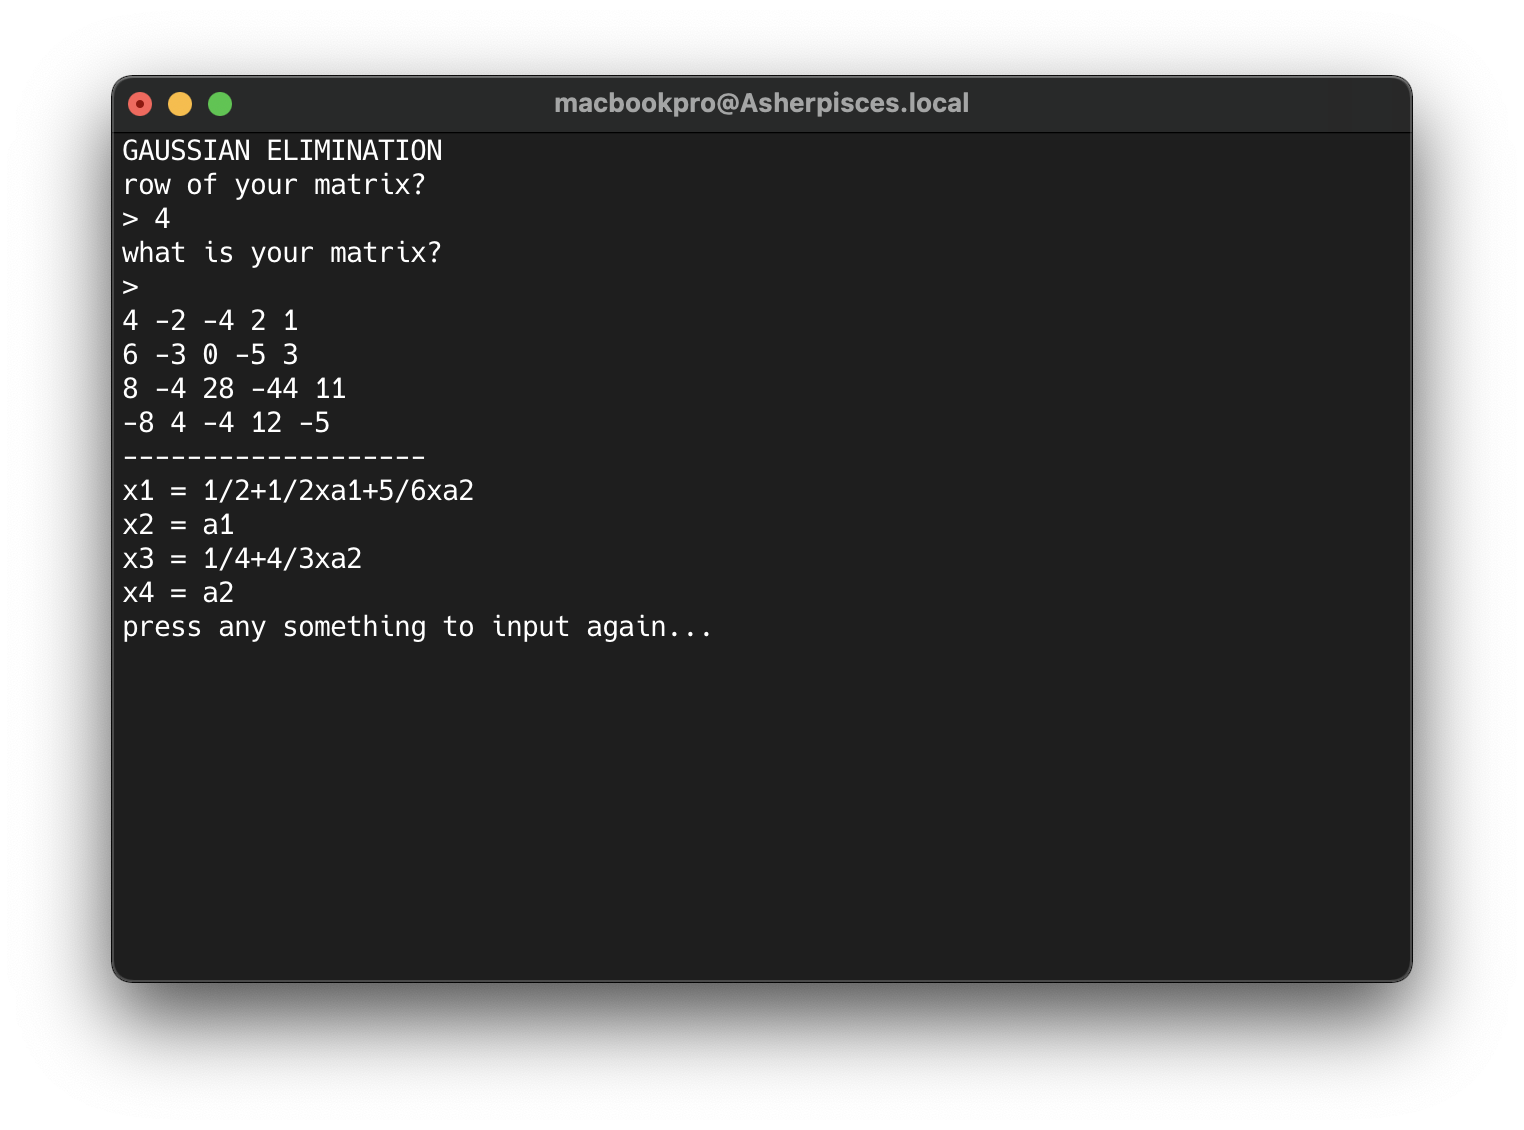 macbookpro@Asherpisces.local
GAUSSIAN ELIMINATION
row of your matrix?
> 4
what is your matrix?
>
4 -2 -4 2 1
6 -3 0 -5 3
8 -4 28 -44 11
-8 4 -4 12 -5
-------------------
x1 = 1/2+1/2xa1+5/6xa2
x2 = a1
x3 = 1/4+4/3xa2
x4 = a2
press any something to input again...